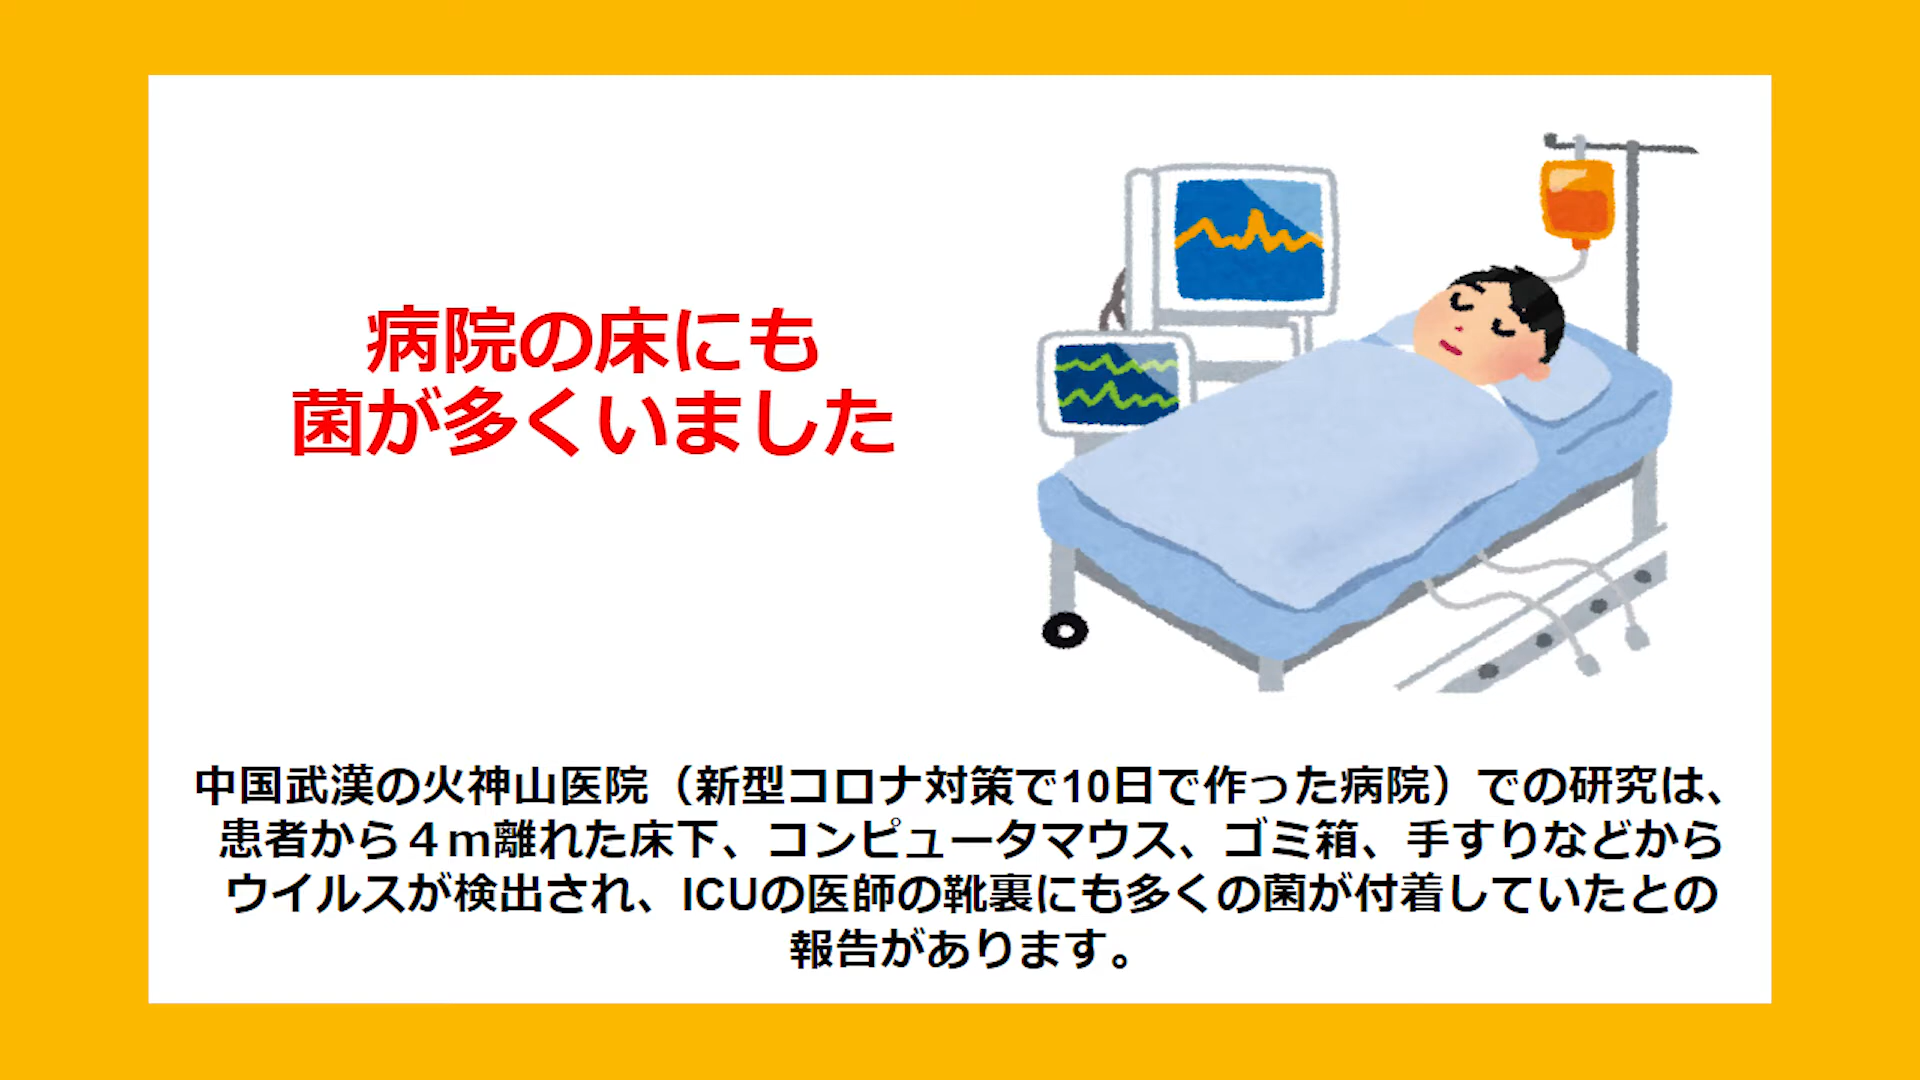 病院の床にも
菌が多くいました
中国武漢の火神山医院（新型コロナ対策で10日で作った病院）での研究は、
患者から４ｍ離れた床下、コンピュータマウス、ゴミ箱、手すりなどから
ウイルスが検出され、ICUの医師の靴裏にも多くの菌が付着していたとの
報告があります。